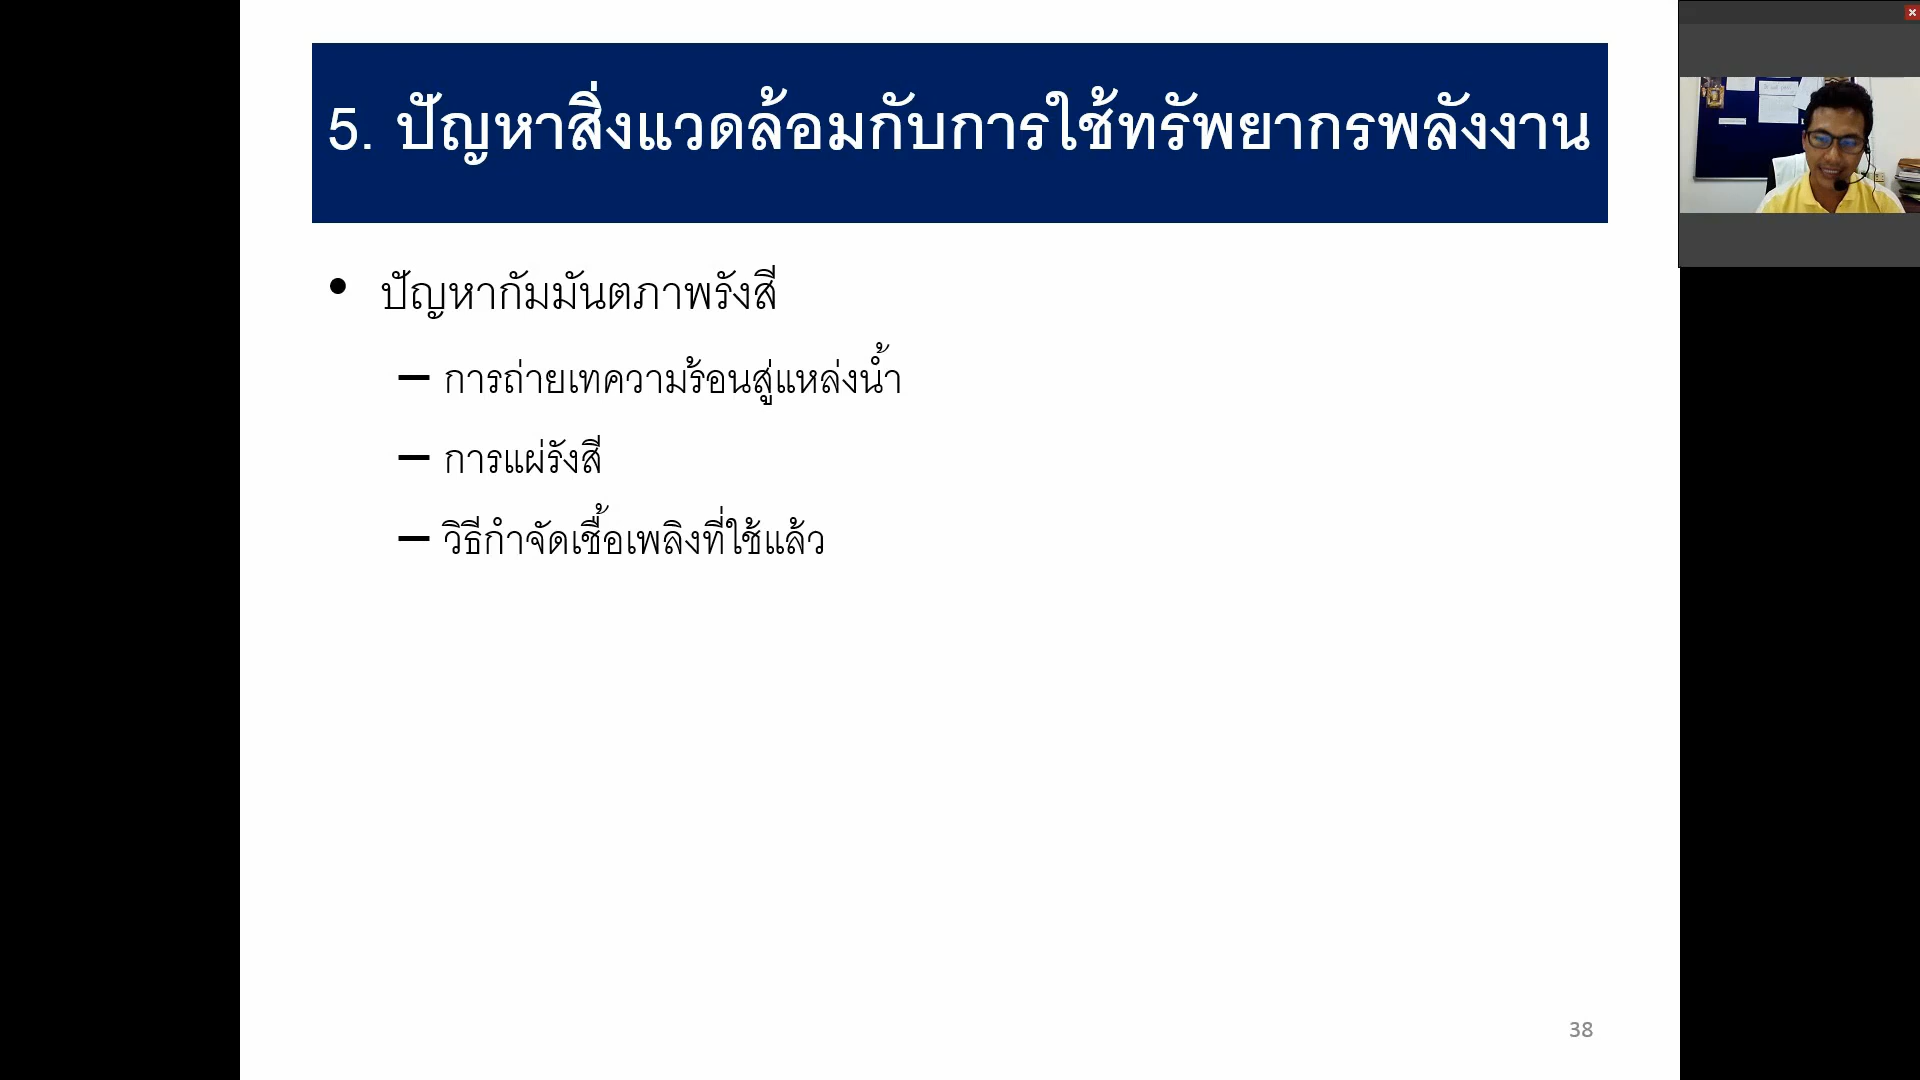 5. ปัญหาสิ่งแวดล้อมกับการใช้ทรัพยากรพลังงาน
• ปัญหากัมมันตภาพรังสี
– การถ่ายเทความร้อนสู่แหล่งน้ำ
– การแผ่รังสี
– วิธีกำจัดเชื้อเพลิงที่ใช้แล้ว
38